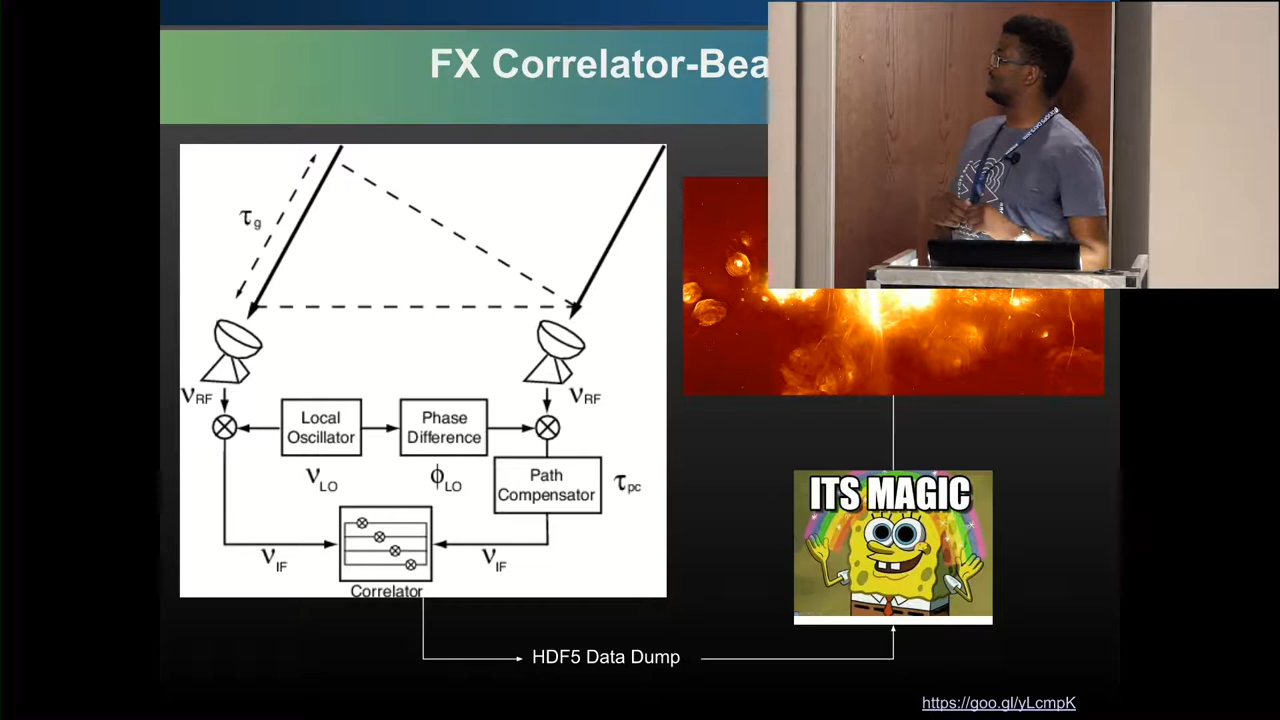 FX Correlator-Bea
τg
νRF
νRF
Local
Oscillator
Phase
Difference
νLO
ϕLO
Path
Compensator
τpc
νIF
νIF
Correlator
ITS MAGIC
HDF5 Data Dump
https://goo.gl/yLcmpK